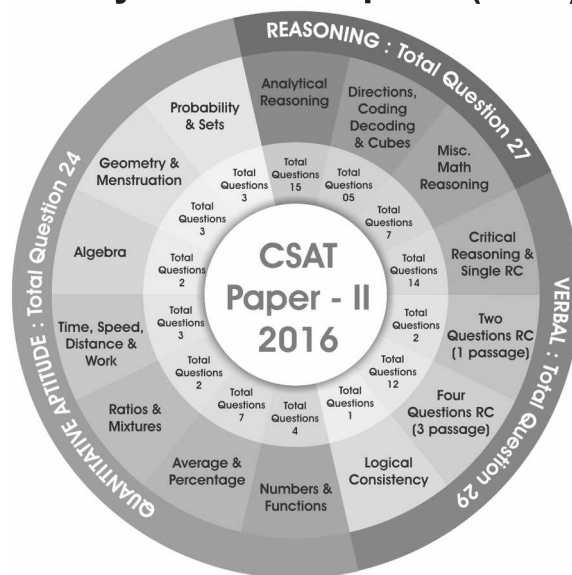 REASONING : Total Question 27
Analytical
Reasoning
Total
Questions
15
Directions,
Coding
Decoding
& Cubes
Total
Questions
05
Misc.
Math
Reasoning
Total
Questions
7
VERBAL : Total Question 29
Critical
Reasoning &
Single RC
Total
Questions
14
Two
Questions RC
(1 passage)
Total
Questions
2
Four
Questions RC
(3 passage)
Total
Questions
12
Logical
Consistency
Total
Questions
1
QUANTITATIVE APTITUDE : Total Question 24
Numbers &
Functions
Total
Questions
4
Average &
Percentage
Total
Questions
7
Ratios &
Mixtures
Total
Questions
2
Time, Speed,
Distance &
Work
Total
Questions
3
Algebra
Total
Questions
2
Geometry &
Menstruation
Total
Questions
3
Probability
& Sets
Total
Questions
3
CSAT
Paper - II
2016